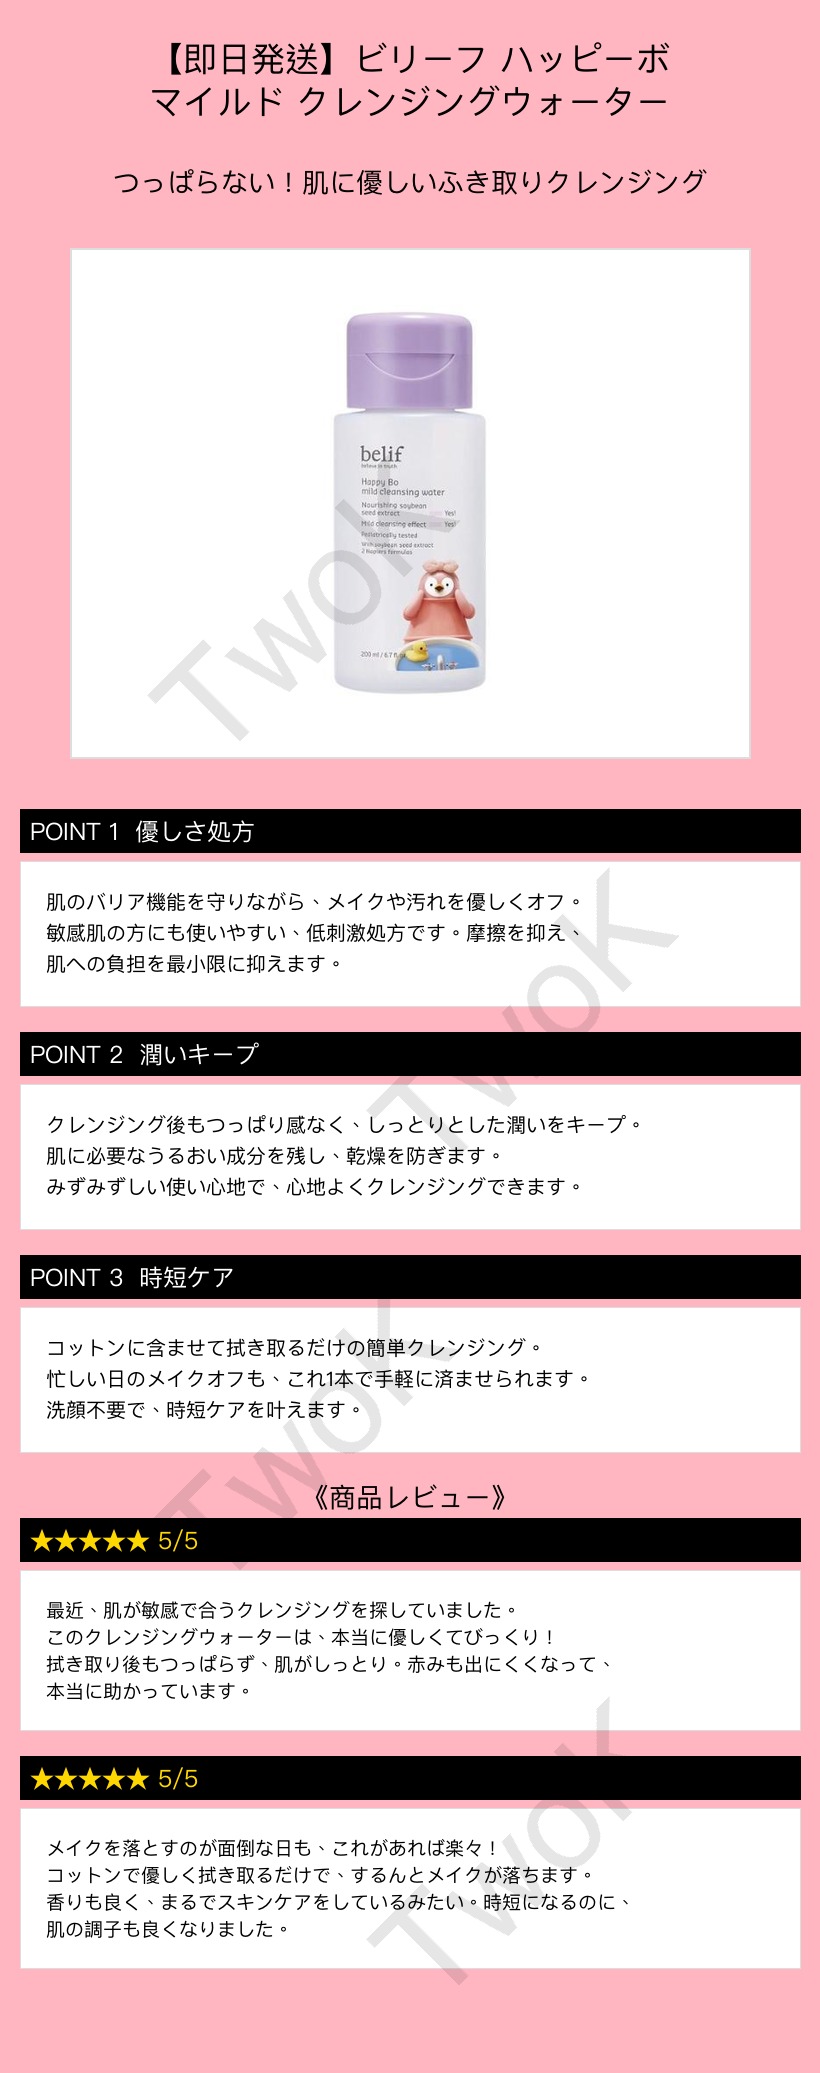 【即日発送】ビリーフ ハッピーボ
マイルド クレンジングウォーター
つっぱらない！肌に優しいふき取りクレンジング
belif
believe in truth
Happy Bo
mild cleansing water
Nourishing soybean
seed extract Yes!
Mild cleansing effect Yes!
Pediatrically tested
With soybean seed extract
2 Napiers formulas
200 ml / 6.7 fl.oz.
TwoK
POINT 1 優しさ処方
肌のバリア機能を守りながら、メイクや汚れを優しくオフ。
敏感肌の方にも使いやすい、低刺激処方です。摩擦を抑え、
肌への負担を最小限に抑えます。
TwoK
POINT 2 潤いキープ
クレンジング後もつっぱり感なく、しっとりとした潤いをキープ。
肌に必要なうるおい成分を残し、乾燥を防ぎます。
みずみずしい使い心地で、心地よくクレンジングできます。
POINT 3 時短ケア
コットンに含ませて拭き取るだけの簡単クレンジング。
忙しい日のメイクオフも、これ1本で手軽に済ませられます。
洗顔不要で、時短ケアを叶えます。
TwoK
《商品レビュー》
★★★★★ 5/5
最近、肌が敏感で合うクレンジングを探していました。
このクレンジングウォーターは、本当に優しくてびっくり！
拭き取り後もつっぱらず、肌がしっとり。赤みも出にくくなって、
本当に助かっています。
★★★★★ 5/5
メイクを落とすのが面倒な日も、これがあれば楽々！
コットンで優しく拭き取るだけで、するんとメイクが落ちます。
香りも良く、まるでスキンケアをしているみたい。時短になるのに、
肌の調子も良くなりました。
TwoK